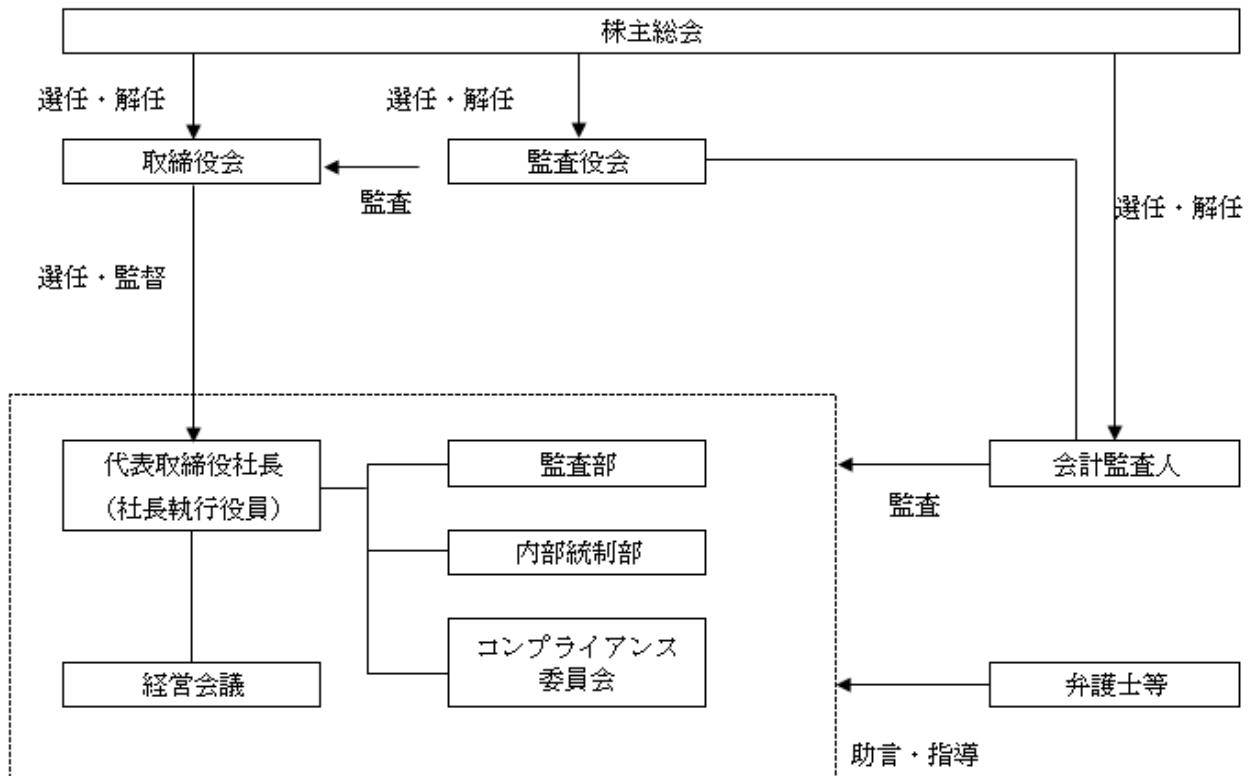 株主総会
選任・解任
選任・解任
取締役会
監査役会
監査
選任・解任
選任・監督
代表取締役社長
（社長執行役員）
監査部
会計監査人
監査
内部統制部
コンプライアンス
委員会
経営会議
弁護士等
助言・指導